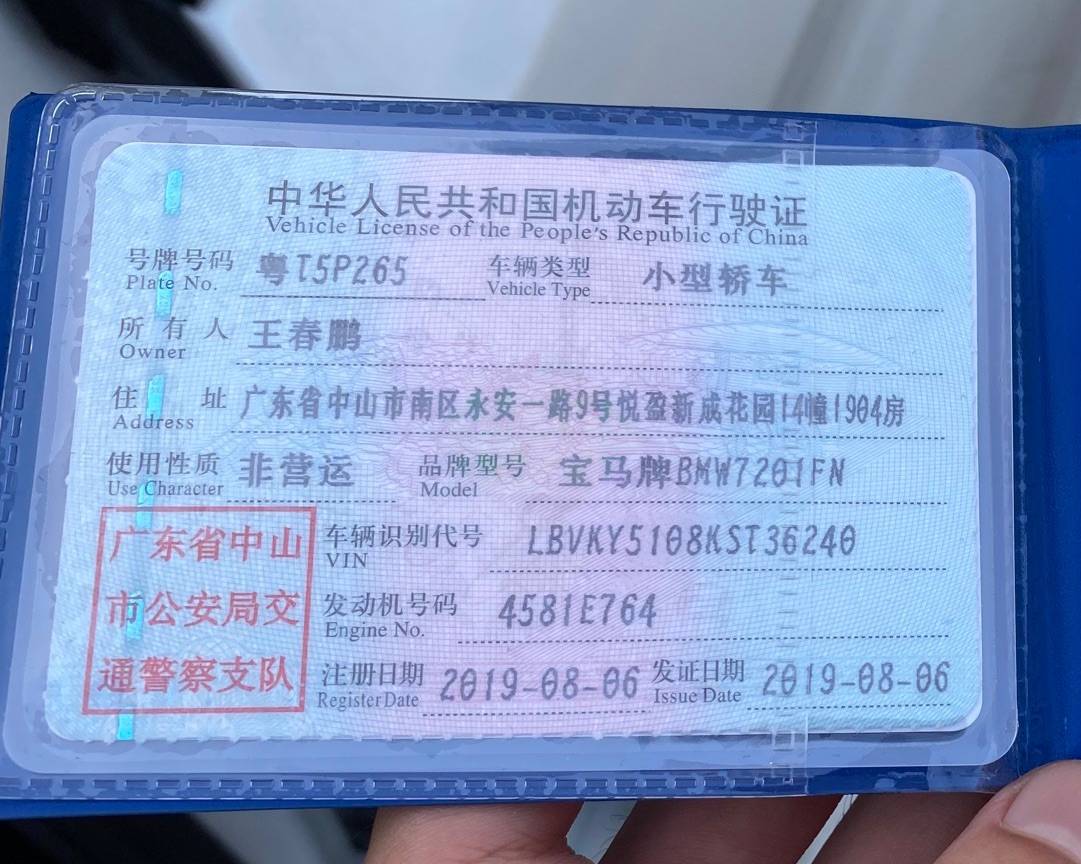 中华人民共和国机动车行驶证
Vehicle License of the People's Republic of China
号牌号码 粤T5P265 车辆类型 小型轿车
Plate No. Vehicle Type
所有人 王春鹏
Owner
住址 广东省中山市南区永安一路9号悦盈新成花园14幢1904房
Address
使用性质 非营运 品牌型号 宝马牌BMW7201FN
Use Character Model
广东省中山
市公安局交
通警察支队
车辆识别代号 LBVKY5108KST36240
VIN
发动机号码 4581E764
Engine No.
注册日期 2019-08-06 发证日期 2019-08-06
Register Date Issue Date